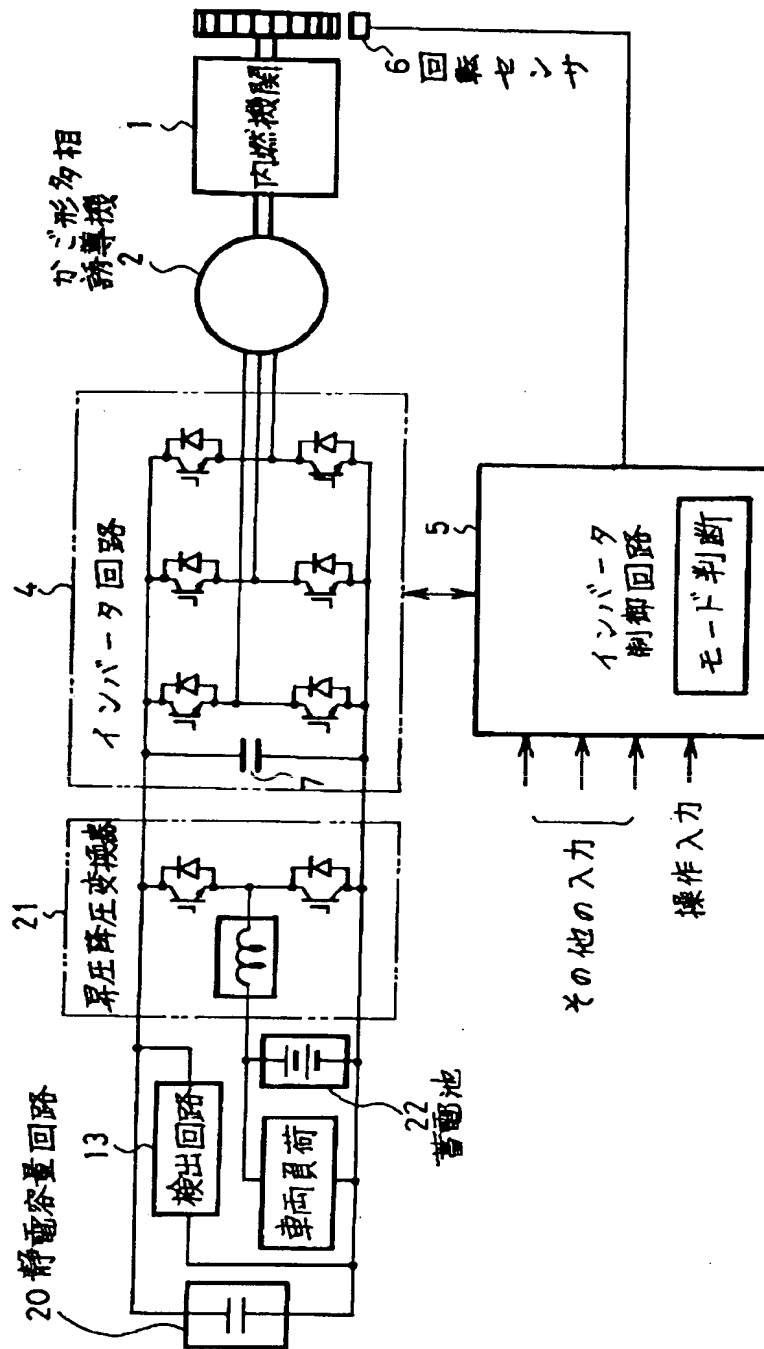 20 静電容量回路
13
検出回路
車両負荷
22
蓄電池
21
昇圧降圧変換器
4
インバータ回路
7
かご形多相
誘導機
2
1
内燃機関
6 回転センサ
5
インバータ
制御回路
モード判断
その他の入力
操作入力